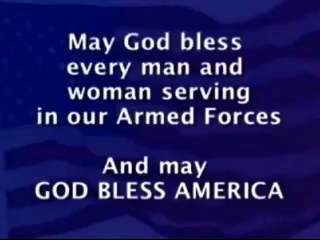 May God bless
every man and
woman serving
in our Armed Forces
And may
GOD BLESS AMERICA